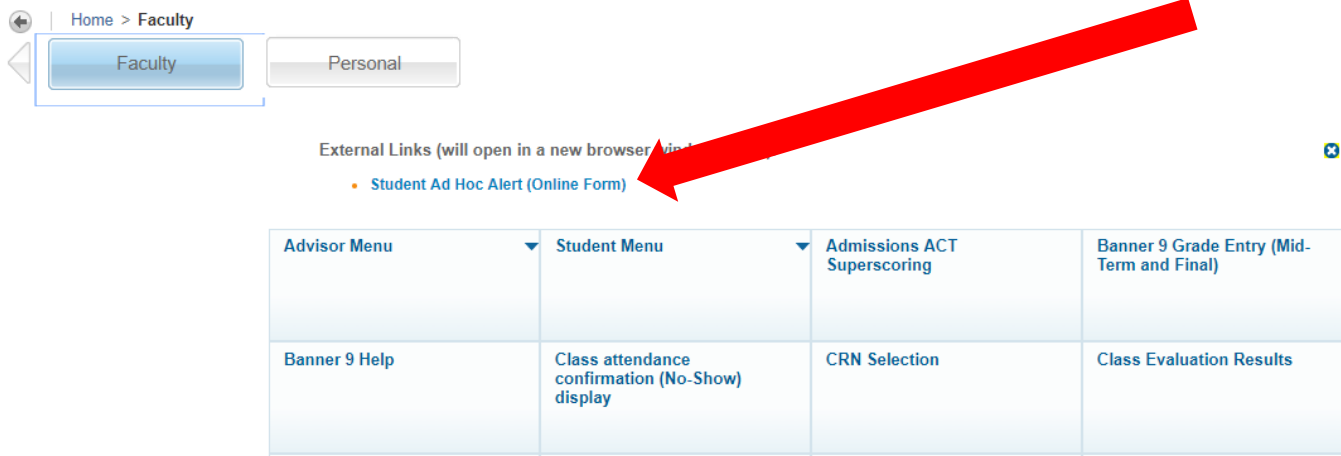 Home > Faculty
Faculty
Personal
External Links (will open in a new browser
Student Ad Hoc Alert (Online Form)
Advisor Menu
Student Menu
Admissions ACT
Superscoring
Banner 9 Grade Entry (Mid-
Term and Final)
Banner 9 Help
Class attendance
confirmation (No-Show)
display
CRN Selection
Class Evaluation Results